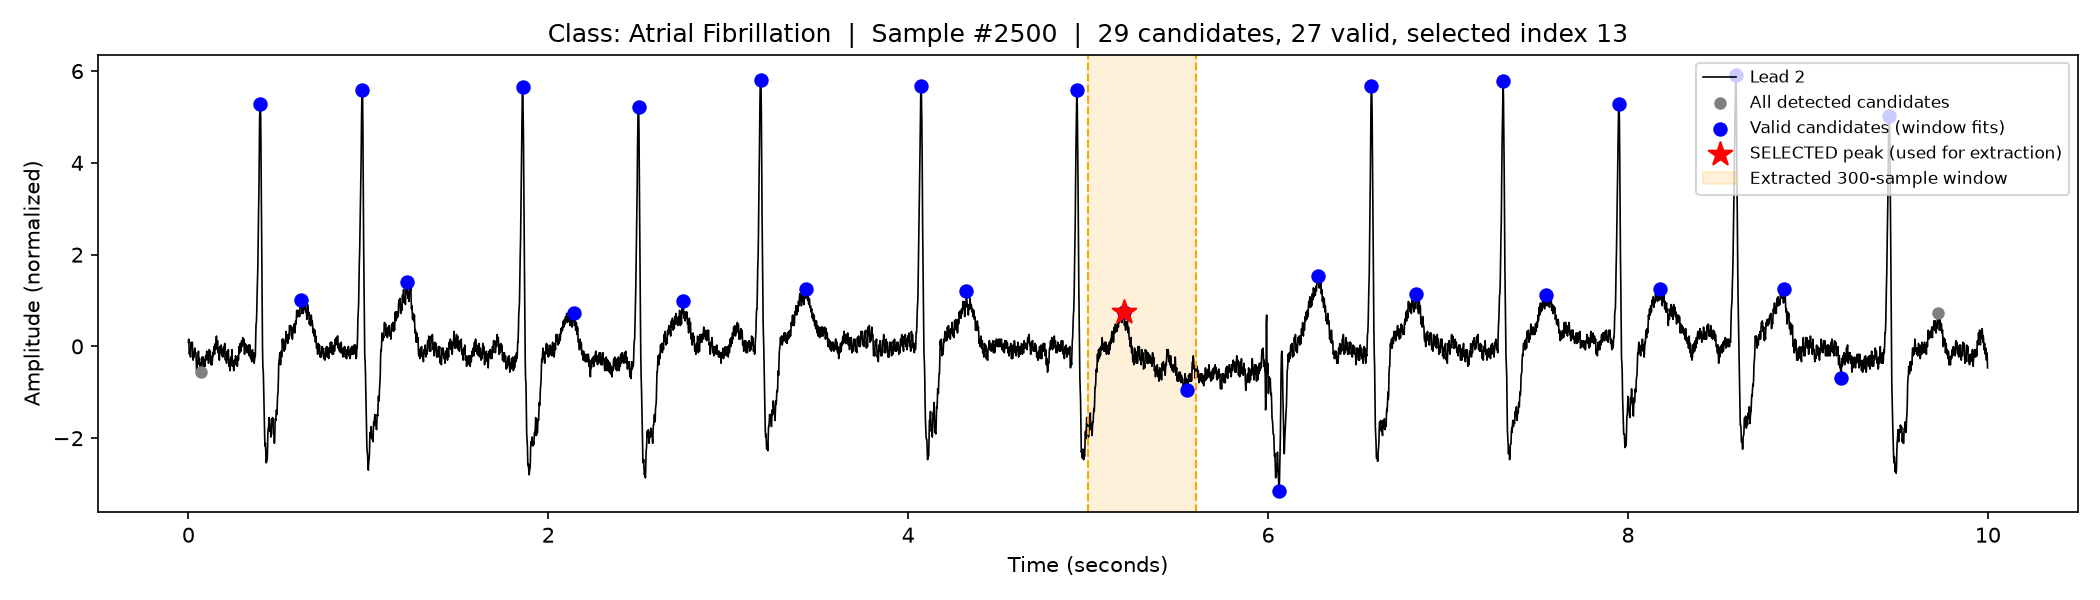 Class: Atrial Fibrillation | Sample #2500 | 29 candidates, 27 valid, selected index 13
Amplitude (normalized)
6
4
2
0
−2
Lead 2
All detected candidates
Valid candidates (window fits)
SELECTED peak (used for extraction)
Extracted 300-sample window
0 2 4 6 8 10
Time (seconds)